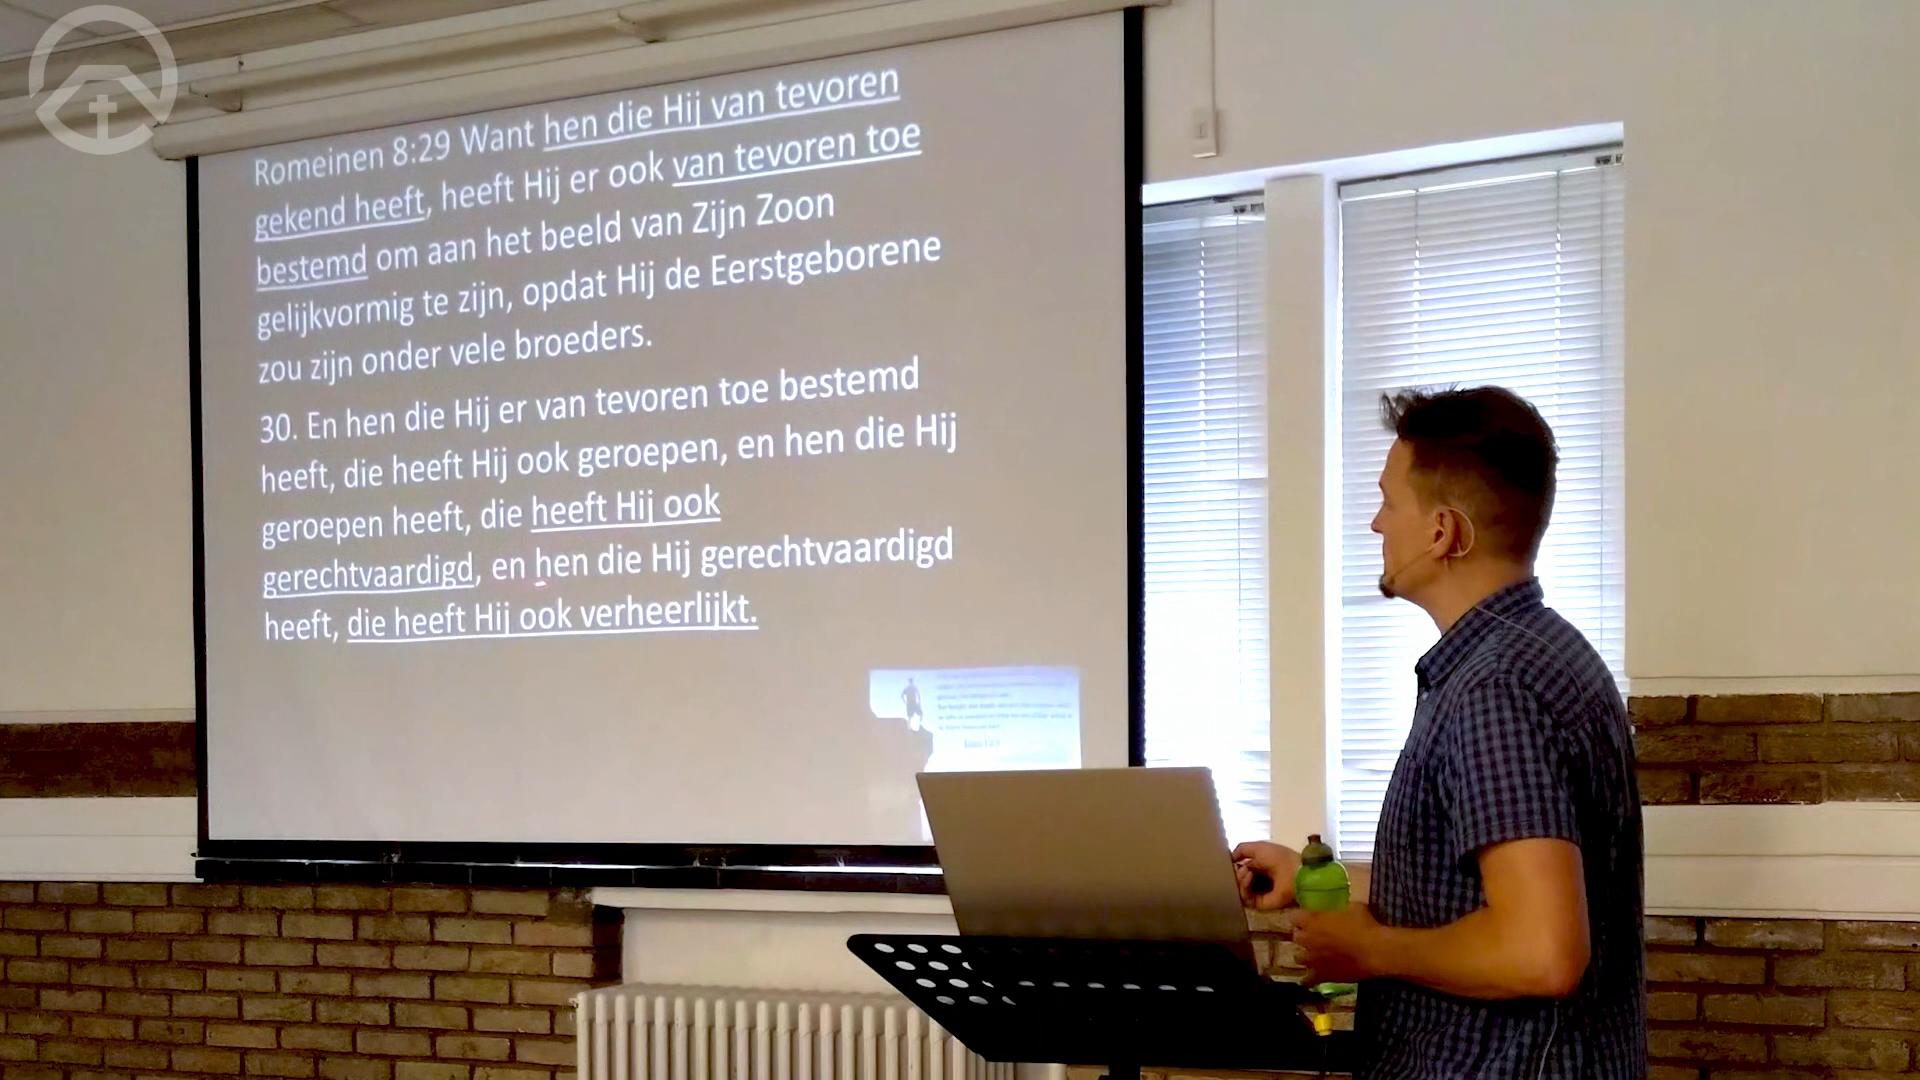 Romeinen 8:29 Want hen die Hij van tevoren
gekend heeft, heeft Hij er ook van tevoren toe
bestemd om aan het beeld van Zijn Zoon
gelijkvormig te zijn, opdat Hij de Eerstgeborene
zou zijn onder vele broeders.
30. En hen die Hij er van tevoren toe bestemd
heeft, die heeft Hij ook geroepen, en hen die Hij
geroepen heeft, die heeft Hij ook
gerechtvaardigd, en hen die Hij gerechtvaardigd
heeft, die heeft Hij ook verheerlijkt.